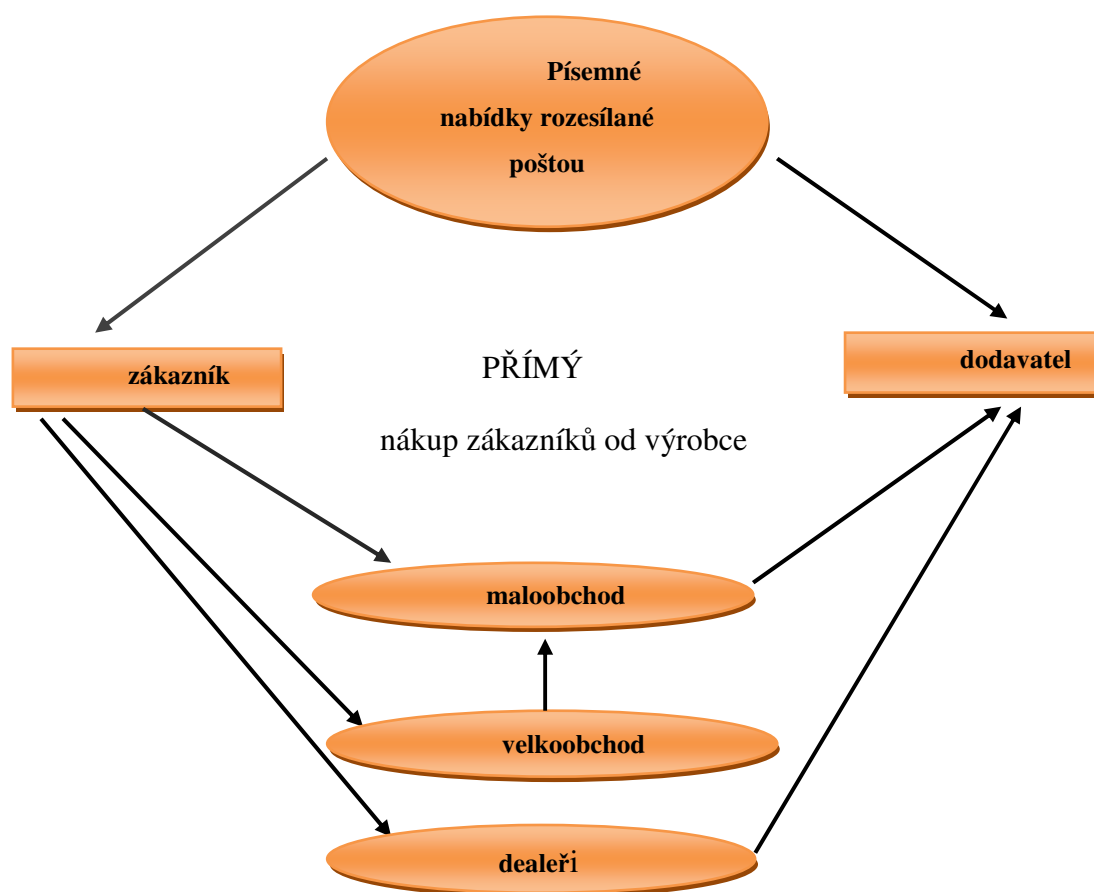 Písemné
nabídky rozesílané
poštou
zákazník
PŘÍMÝ
dodavatel
nákup zákazníků od výrobce
maloobchod
velkoobchod
dealeři